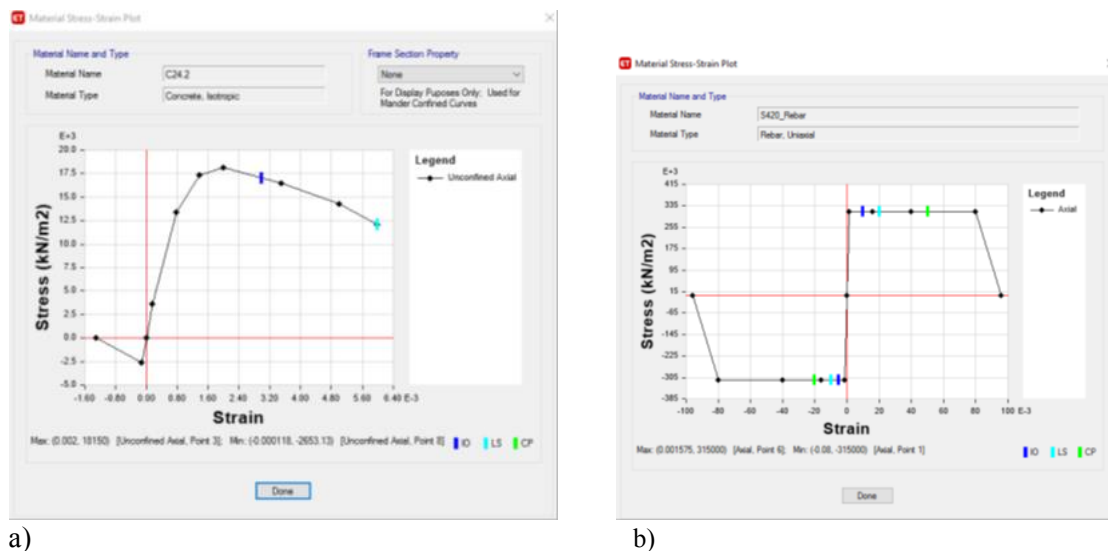 ET Material Stress-Strain Plot
Material Name and Type
Material Name C24.2
Material Type Concrete, Isotropic
Frame Section Property
None
For Display Puposes Only: Used for
Mander Confined Curves
E+3
20.0
17.5
15.0
12.5
10.0
7.5
5.0
2.5
0.0
-2.5
-5.0
Stress (kN/m2)
-1.60 -0.80 0.00 0.80 1.60 2.40 3.20 4.00 4.80 5.60 6.40 E-3
Strain
Legend
Unconfined Axial
Max: (0.002, 18150) [Unconfined Axial, Point 3]; Min: (-0.000118, -2653.13) [Unconfined Axial, Point 8]
IO LS CP
Done
a)
ET Material Stress-Strain Plot
Material Name and Type
Material Name S420_Rebar
Material Type Rebar, Uniaxial
E+3
415
335
255
175
95
15
-65
-145
-225
-305
-385
Stress (kN/m2)
-100 -80 -60 -40 -20 0 20 40 60 80 100 E-3
Strain
Legend
Axial
Max: (0.001575, 315000) [Axial, Point 6]; Min: (-0.08, -315000) [Axial, Point 1]
IO LS CP
Done
b)